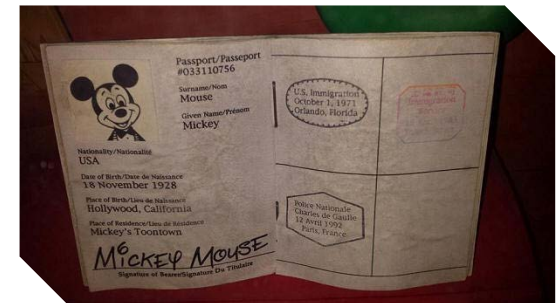 Passport/Passeport
#033110756
Surname/Nom
Mouse
Given Name/Prénom
Mickey
Nationality/Nationalité
USA
Date of Birth/Date de Naissance
18 November 1928
Place of Birth/Lieu de Naissance
Hollywood, California
Place of Residence/Lieu de Résidence
Mickey's Toontown
MICKEY MOUSE
Signature of Bearer/Signature Du Titulaire
U.S. Immigration
October 1, 1971
Orlando, Florida
Immigration
Police Nationale
Charles de Gaulle
12 Avril 1992
Paris, France